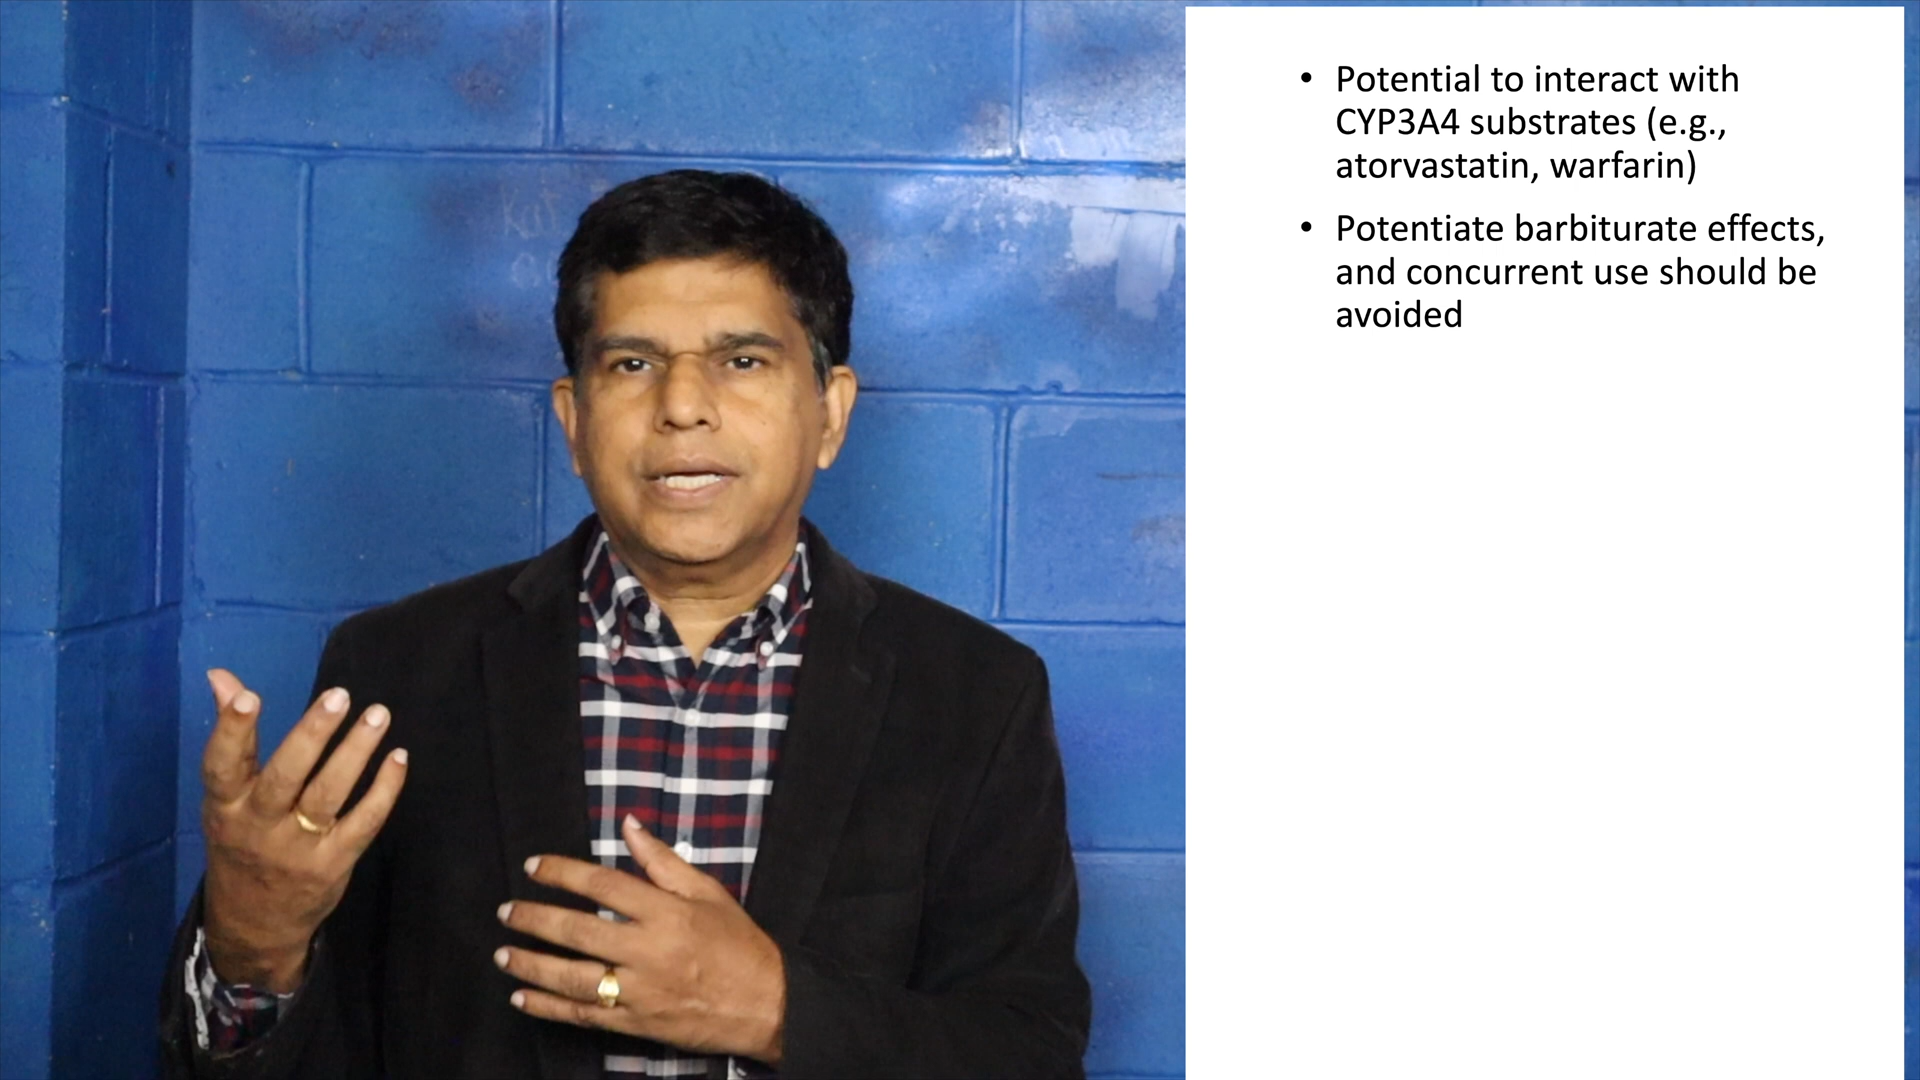 • Potential to interact with
CYP3A4 substrates (e.g.,
atorvastatin, warfarin)
• Potentiate barbiturate effects,
and concurrent use should be
avoided